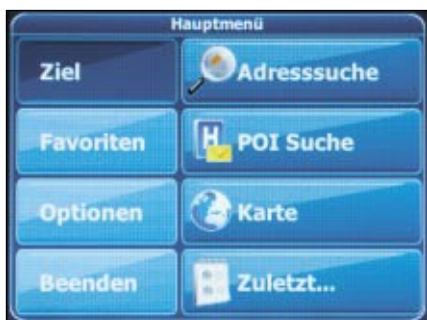 Hauptmenü
Ziel
Adresssuche
Favoriten
H POI Suche
Optionen
Karte
Beenden
Zuletzt...